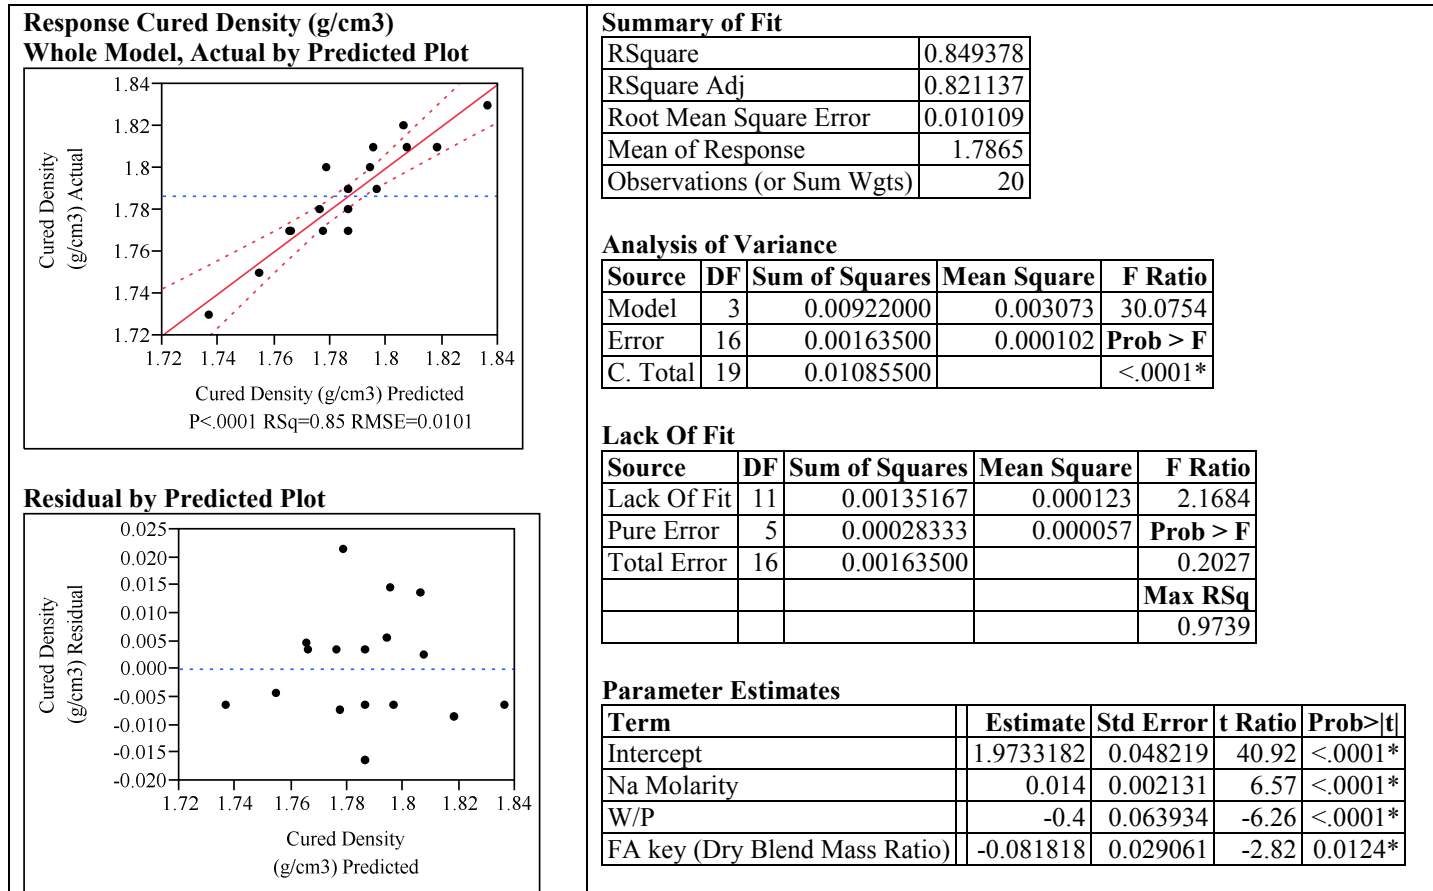 Response Cured Density (g/cm3)
Whole Model, Actual by Predicted Plot
Cured Density
(g/cm3) Actual
1.84
1.82
1.8
1.78
1.76
1.74
1.72
1.72 1.74 1.76 1.78 1.8 1.82 1.84
Cured Density (g/cm3) Predicted
P<.0001 RSq=0.85 RMSE=0.0101
Residual by Predicted Plot
Cured Density
(g/cm3) Residual
0.025
0.020
0.015
0.010
0.005
0.000
-0.005
-0.010
-0.015
-0.020
1.72 1.74 1.76 1.78 1.8 1.82 1.84
Cured Density
(g/cm3) Predicted
Summary of Fit
RSquare 0.849378
RSquare Adj 0.821137
Root Mean Square Error 0.010109
Mean of Response 1.7865
Observations (or Sum Wgts) 20
Analysis of Variance
Source DF Sum of Squares Mean Square F Ratio
Model 3 0.00922000 0.003073 30.0754
Error 16 0.00163500 0.000102 Prob > F
C. Total 19 0.01085500 <.0001*
Lack Of Fit
Source DF Sum of Squares Mean Square F Ratio
Lack Of Fit 11 0.00135167 0.000123 2.1684
Pure Error 5 0.00028333 0.000057 Prob > F
Total Error 16 0.00163500 0.2027
Max RSq
0.9739
Parameter Estimates
Term Estimate Std Error t Ratio Prob>|t|
Intercept 1.9733182 0.048219 40.92 <.0001*
Na Molarity 0.014 0.002131 6.57 <.0001*
W/P -0.4 0.063934 -6.26 <.0001*
FA key (Dry Blend Mass Ratio) -0.081818 0.029061 -2.82 0.0124*